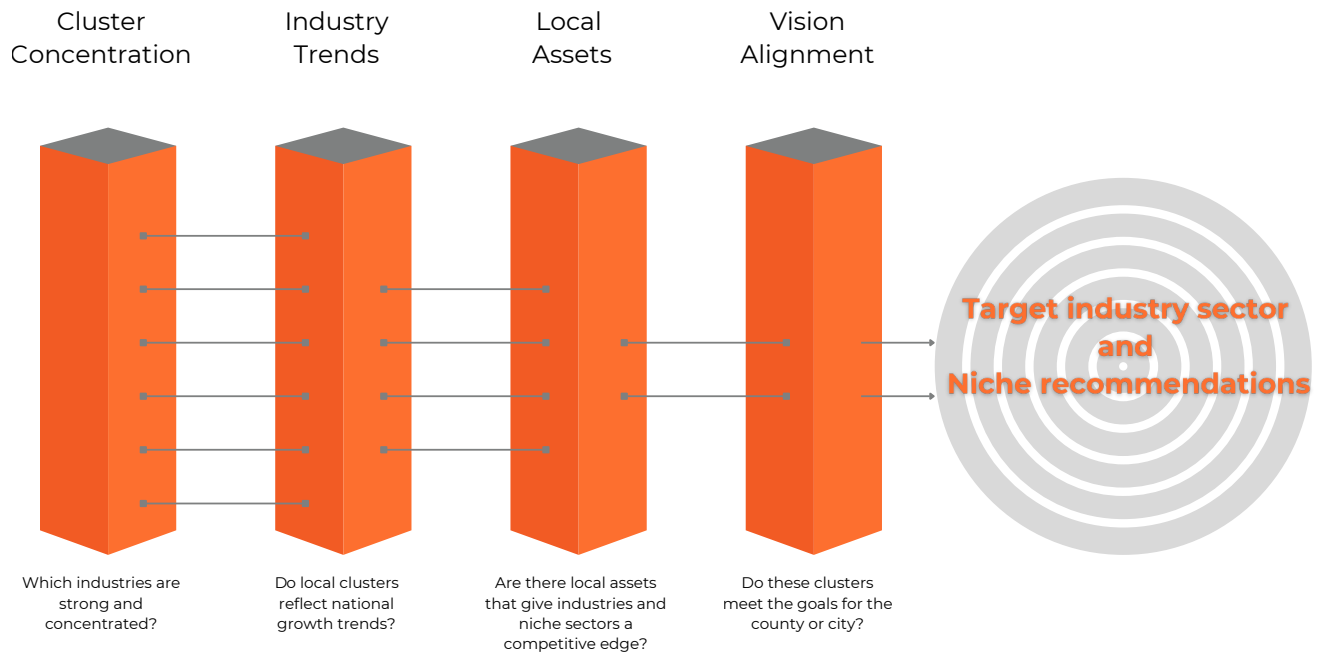 Cluster
Concentration
Industry
Trends
Local
Assets
Vision
Alignment
Target industry sector
and
Niche recommendations
Which industries are
strong and
concentrated?
Do local clusters
reflect national
growth trends?
Are there local assets
that give industries and
niche sectors a
competitive edge?
Do these clusters
meet the goals for the
county or city?